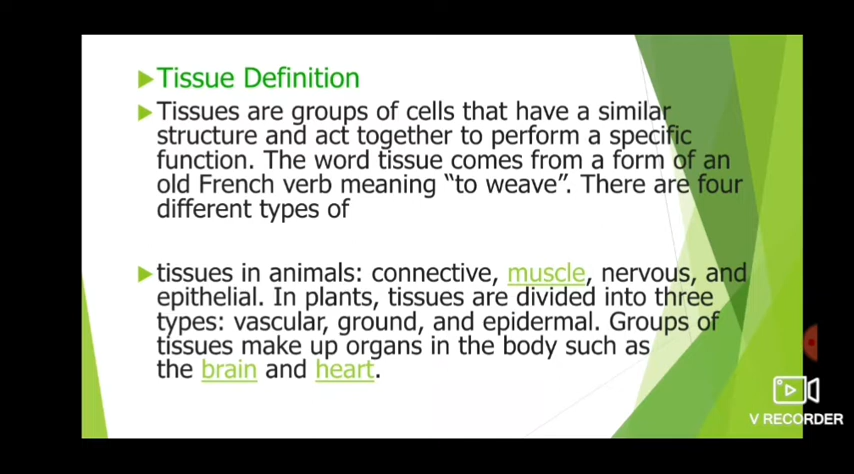 Tissue Definition
Tissues are groups of cells that have a similar
structure and act together to perform a specific
function. The word tissue comes from a form of an
old French verb meaning “to weave”. There are four
different types of
tissues in animals: connective, muscle, nervous, and
epithelial. In plants, tissues are divided into three
types: vascular, ground, and epidermal. Groups of
tissues make up organs in the body such as
the brain and heart.
V RECORDER